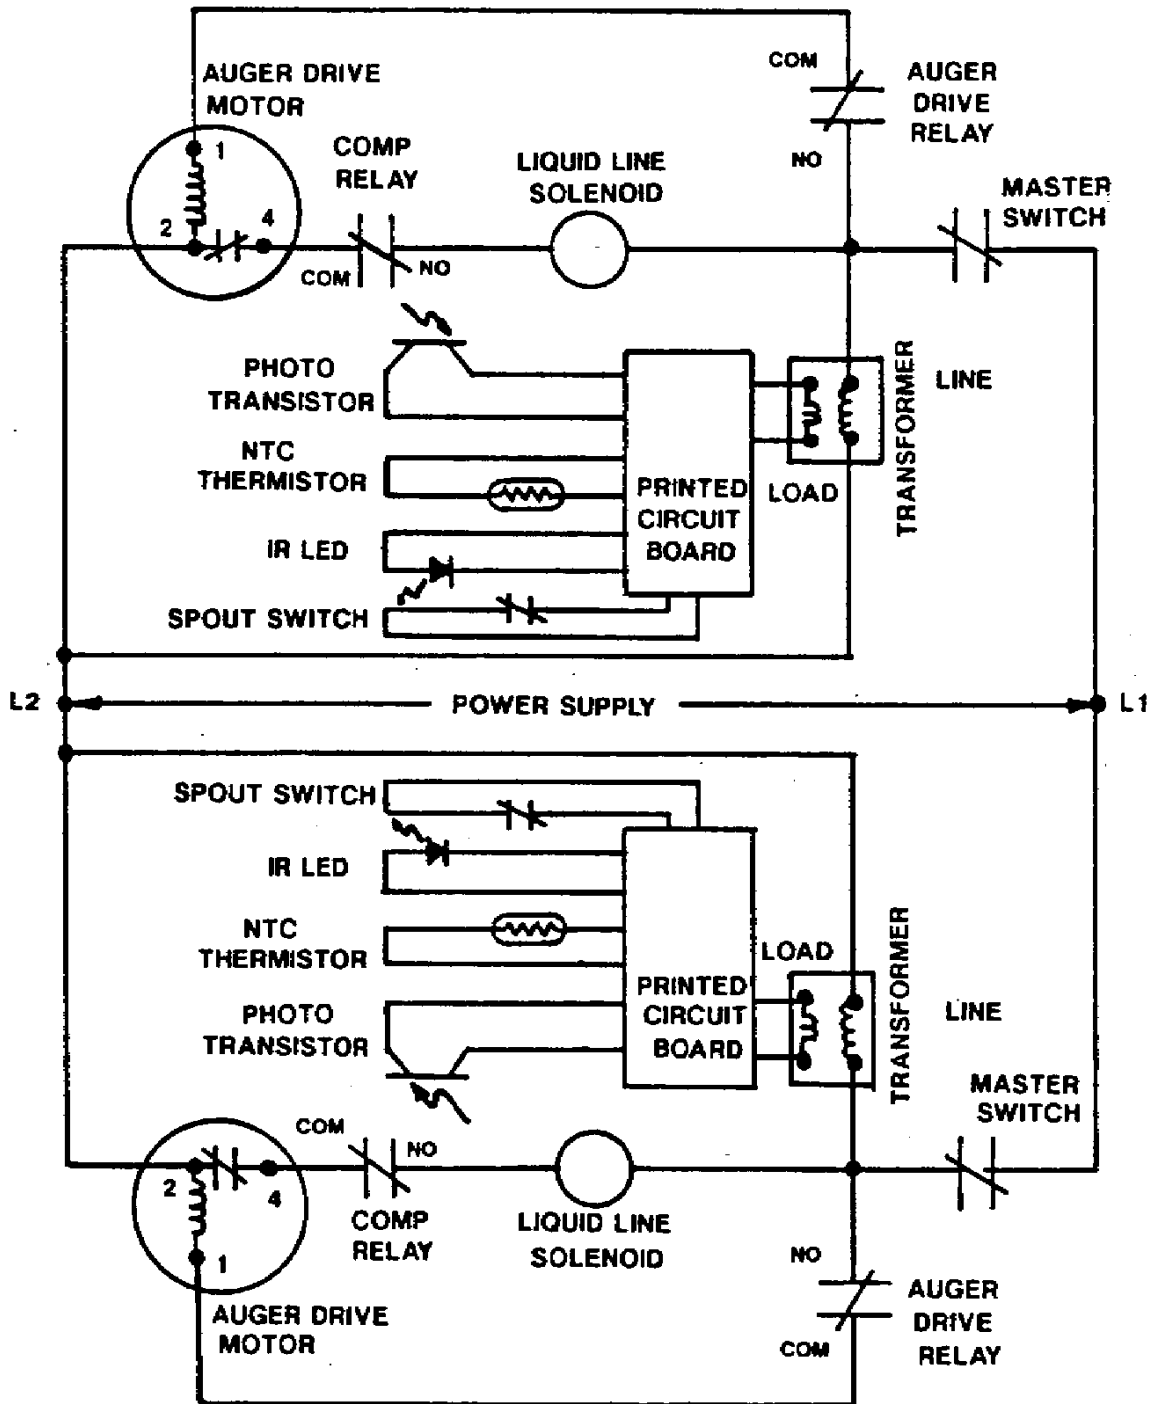 COM
AUGER
DRIVE
RELAY
AUGER DRIVE
MOTOR
NO
COMP
RELAY
LIQUID LINE
SOLENOID
MASTER
SWITCH
1
2
4
COM
NO
PHOTO
TRANSISTOR
NTC
THERMISTOR
IR LED
SPOUT SWITCH
PRINTED
CIRCUIT
BOARD
LOAD
TRANSFORMER
LINE
L2
POWER SUPPLY
L1
SPOUT SWITCH
IR LED
NTC
THERMISTOR
PHOTO
TRANSISTOR
PRINTED
CIRCUIT
BOARD
LOAD
TRANSFORMER
LINE
MASTER
SWITCH
COM
NO
2
4
1
COMP
RELAY
LIQUID LINE
SOLENOID
NO
AUGER
DRIVE
RELAY
COM
AUGER DRIVE
MOTOR